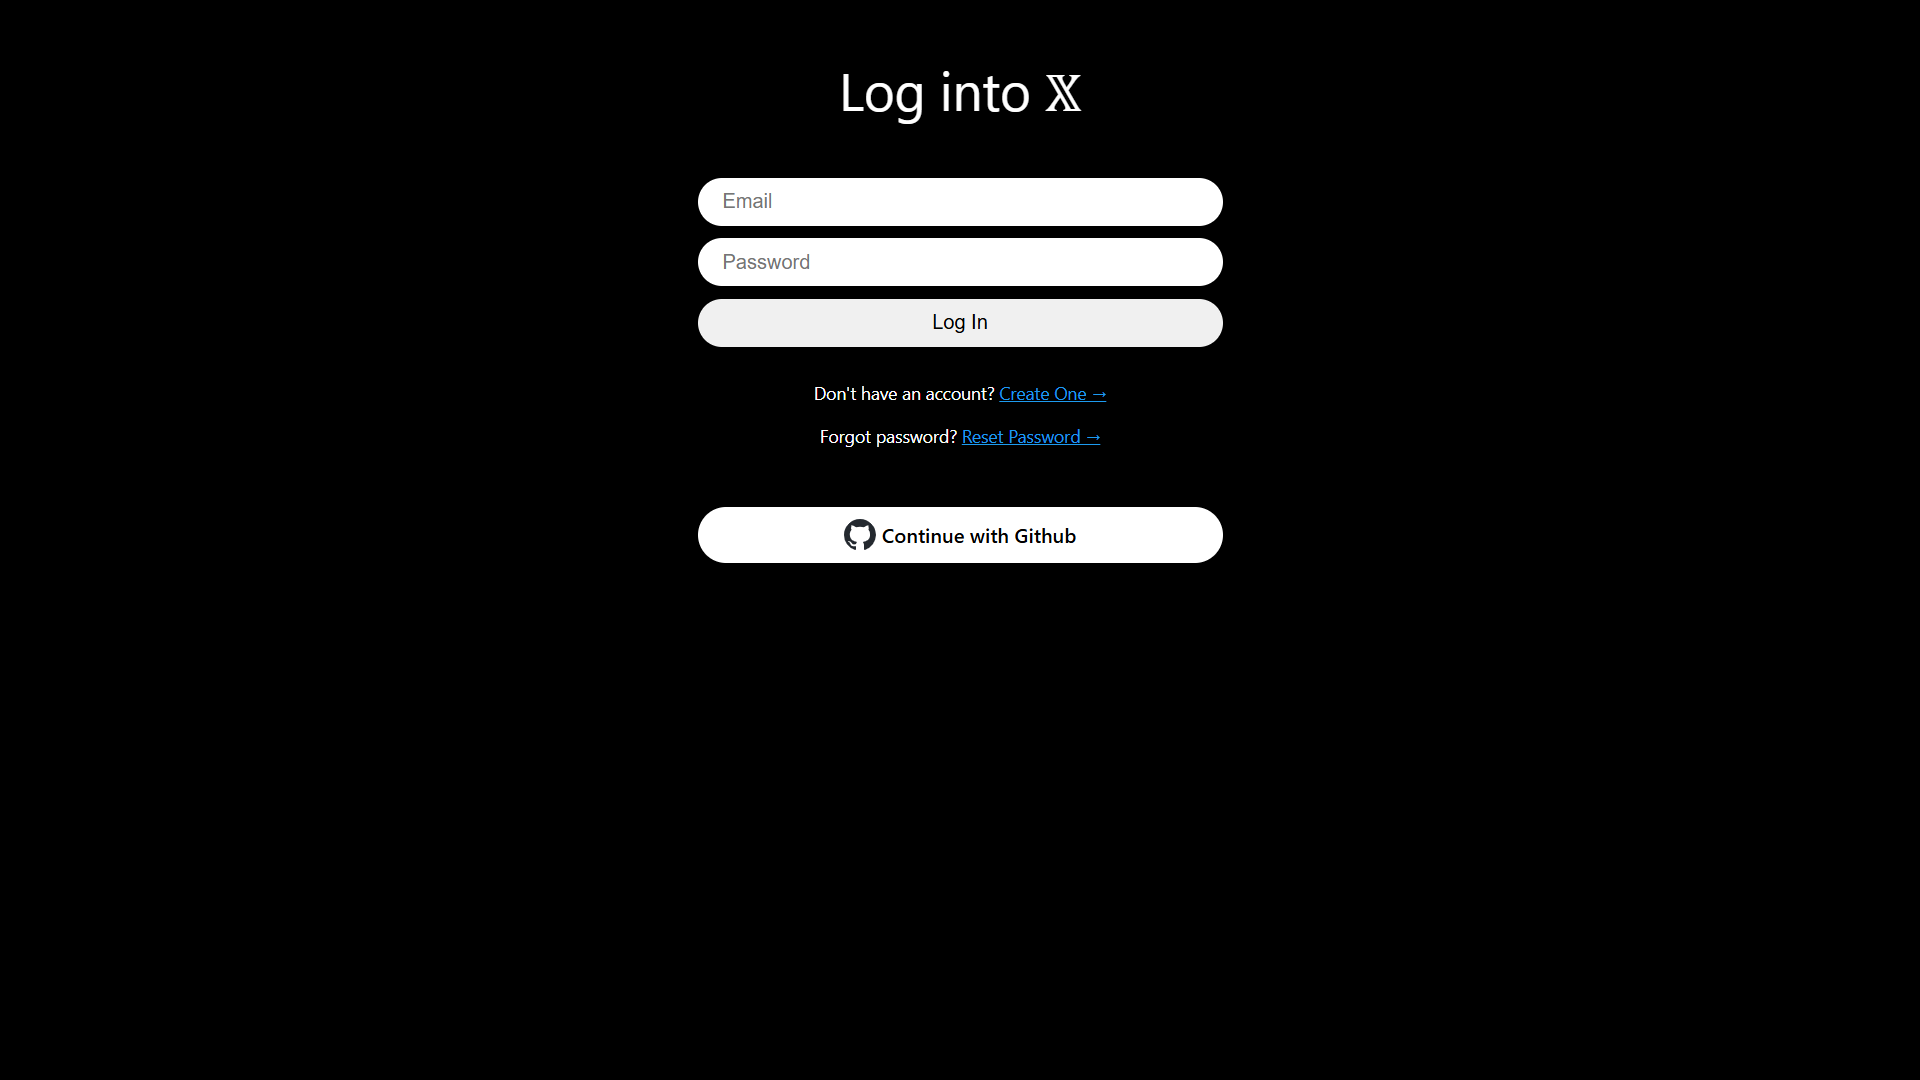 Log into 𝕏
Email
Password
Log In
Don't have an account? Create One →
Forgot password? Reset Password →
Continue with Github